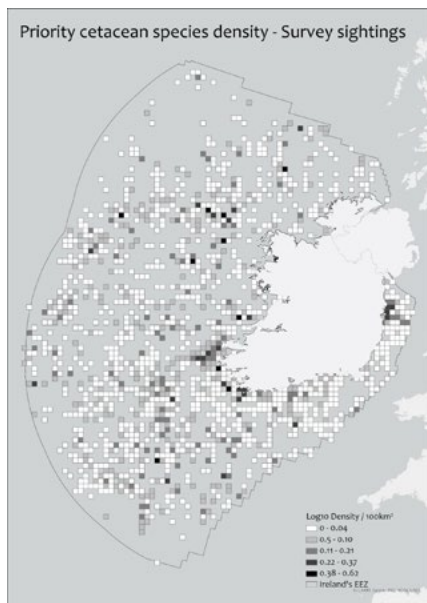 Priority cetacean species density - Survey sightings
Log10 Density / 100km²
0 - 0.04
0.5 - 0.10
0.11 - 0.21
0.22 - 0.37
0.38 - 0.62
Ireland's EEZ